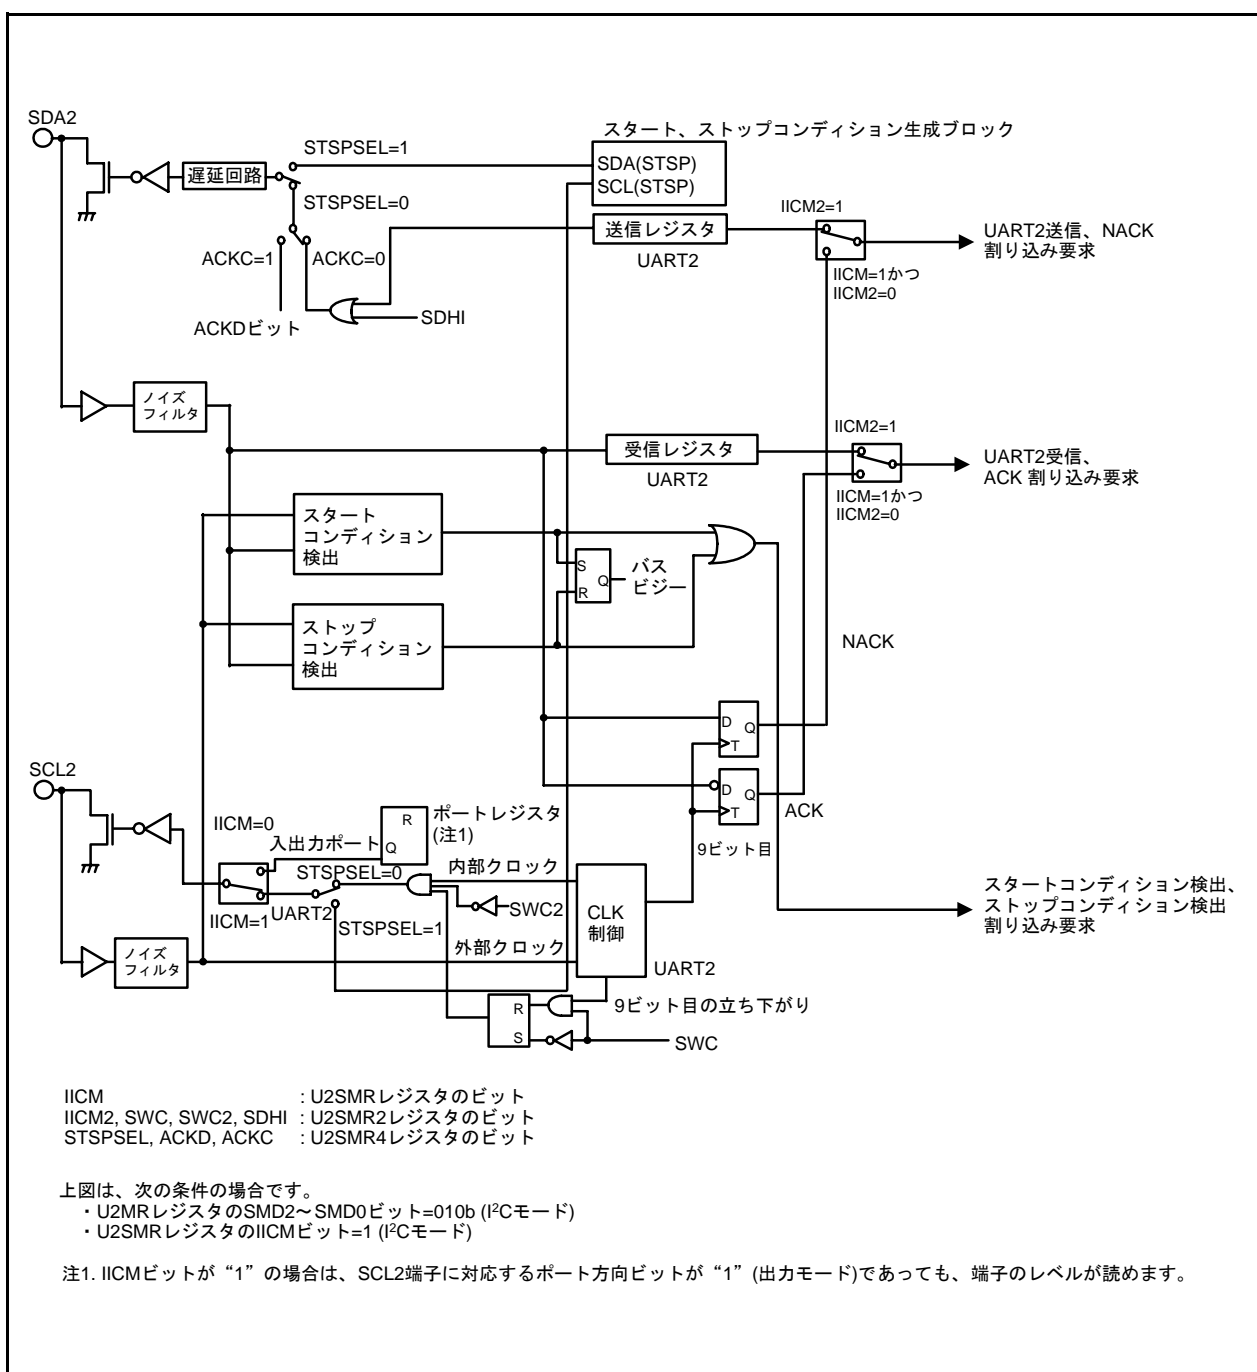 SDA2
スタート、ストップコンディション生成ブロック
STSPSEL=1
SDA(STSP)
SCL(STSP)
遅延回路
STSPSEL=0
IICM2=1
送信レジスタ
UART2送信、NACK
割り込み要求
ACKC=1
ACKC=0
UART2
IICM=1かつ
IICM2=0
ACKDビット
SDHI
ノイズ
フィルタ
IICM2=1
受信レジスタ
UART2受信、
ACK 割り込み要求
UART2
IICM=1かつ
IICM2=0
スタート
コンディション
検出
S
R
Q
バス
ビジー
ストップ
コンディション
検出
NACK
D
Q
T
SCL2
D
Q
T
ACK
9ビット目
IICM=0
R
Q
ポートレジスタ
(注1)
入出力ポート
STSPSEL=0
内部クロック
IICM=1
UART2
SWC2
CLK
制御
スタートコンディション検出、
ストップコンディション検出
割り込み要求
STSPSEL=1
外部クロック
ノイズ
フィルタ
UART2
R
S
9ビット目の立ち下がり
SWC
IICM : U2SMRレジスタのビット
IICM2, SWC, SWC2, SDHI : U2SMR2レジスタのビット
STSPSEL, ACKD, ACKC : U2SMR4レジスタのビット
上図は、次の条件の場合です。
・U2MRレジスタのSMD2～SMD0ビット=010b (I²Cモード)
・U2SMRレジスタのIICMビット=1 (I²Cモード)
注1. IICMビットが“1”の場合は、SCL2端子に対応するポート方向ビットが“1”(出力モード)であっても、端子のレベルが読めます。